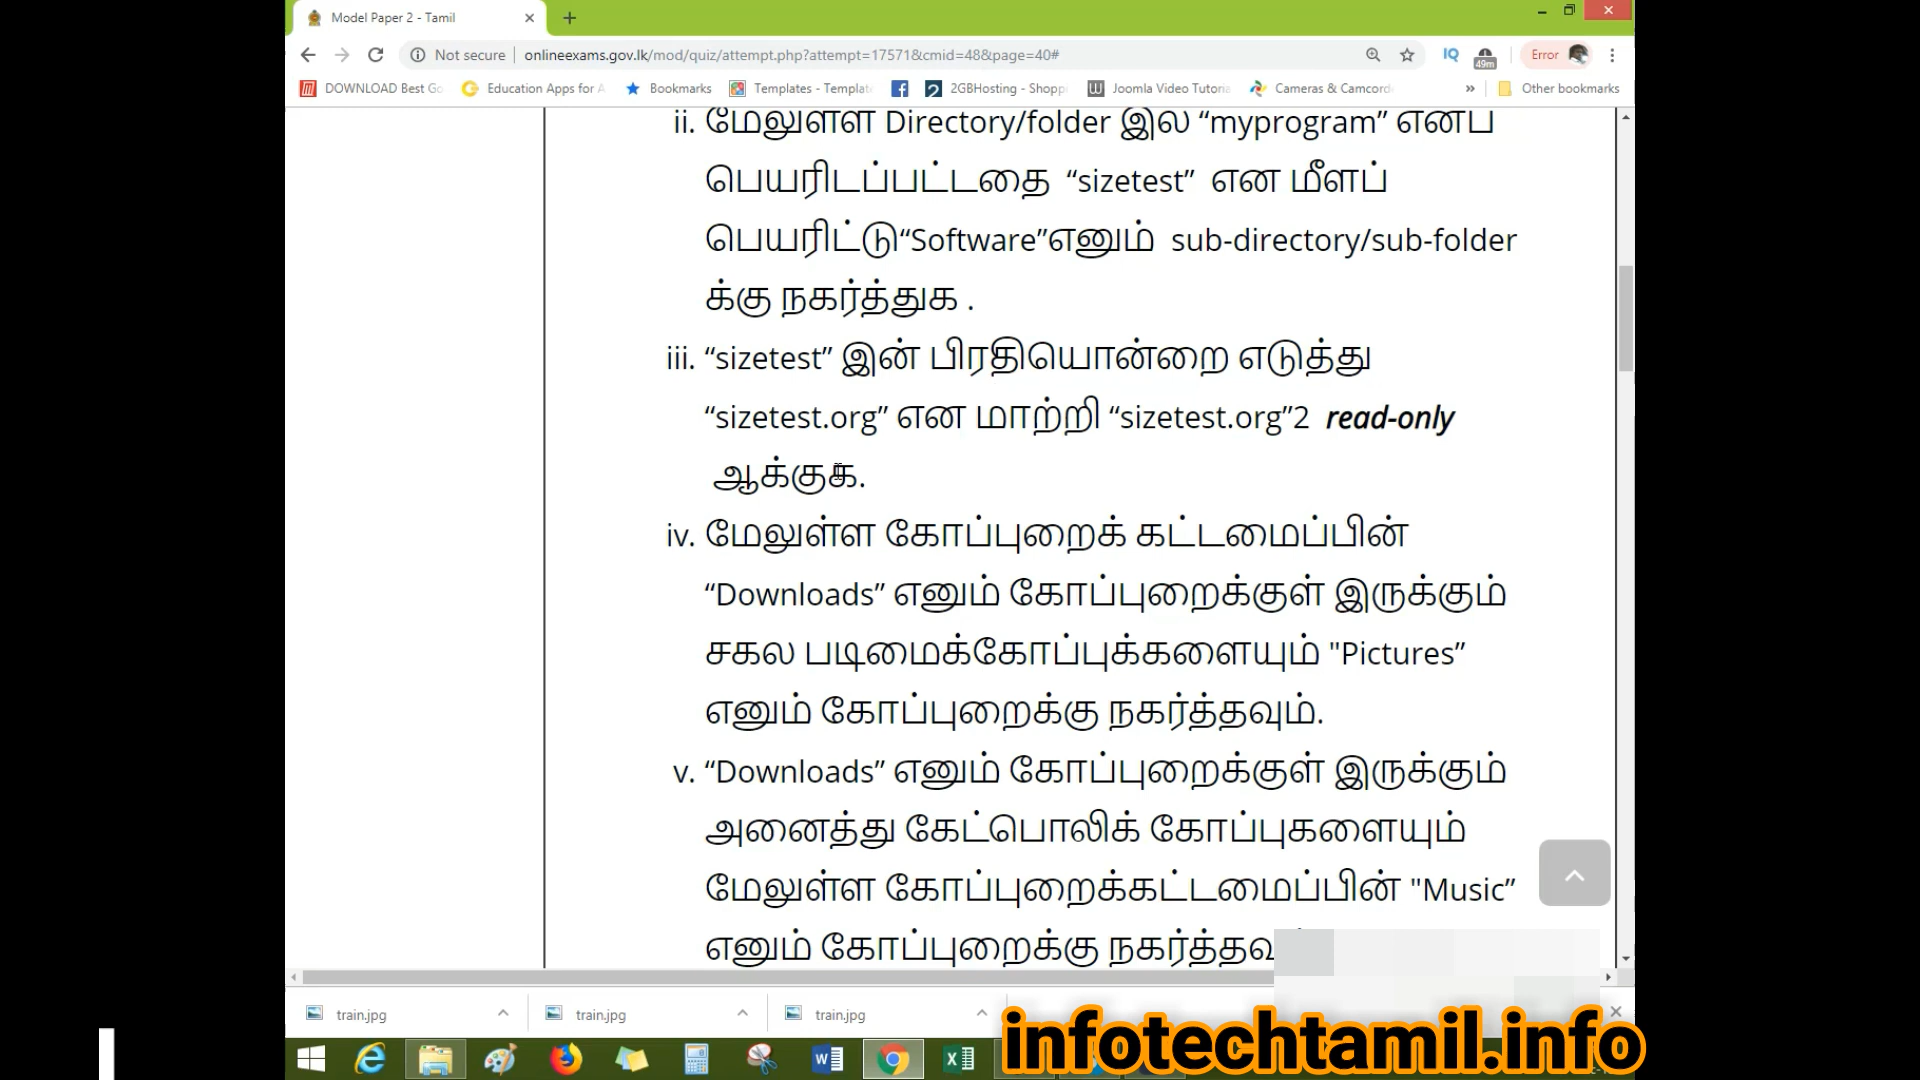 Model Paper 2 - Tamil
Not secure | onlineexams.gov.lk/mod/quiz/attempt.php?attempt=17571&cmid=48&page=40#
IQ
49m
Error
DOWNLOAD Best Go
Education Apps for A
Bookmarks
Templates - Templat
2GBHosting - Shopp
Joomla Video Tutoria
Cameras & Camcord
»
Other bookmarks
ii. மேலுள்ள Directory/folder இல் “myprogram” எனப்
பெயரிடப்பட்டதை “sizetest” என மீளப்
பெயரிட்டு“Software”எனும் sub-directory/sub-folder
க்கு நகர்த்துக .
iii. “sizetest” இன் பிரதியொன்றை எடுத்து
“sizetest.org” என மாற்றி “sizetest.org”2 read-only
ஆக்குக.
iv. மேலுள்ள கோப்புறைக் கட்டமைப்பின்
“Downloads” எனும் கோப்புறைக்குள் இருக்கும்
சகல படிமைக்கோப்புக்களையும் "Pictures”
எனும் கோப்புறைக்கு நகர்த்தவும்.
v. “Downloads” எனும் கோப்புறைக்குள் இருக்கும்
அனைத்து கேட்பொலிக் கோப்புகளையும்
மேலுள்ள கோப்புறைக்கட்டமைப்பின் "Music”
எனும் கோப்புறைக்கு
train.jpg
train.jpg
train.jpg
infotechtamil.info